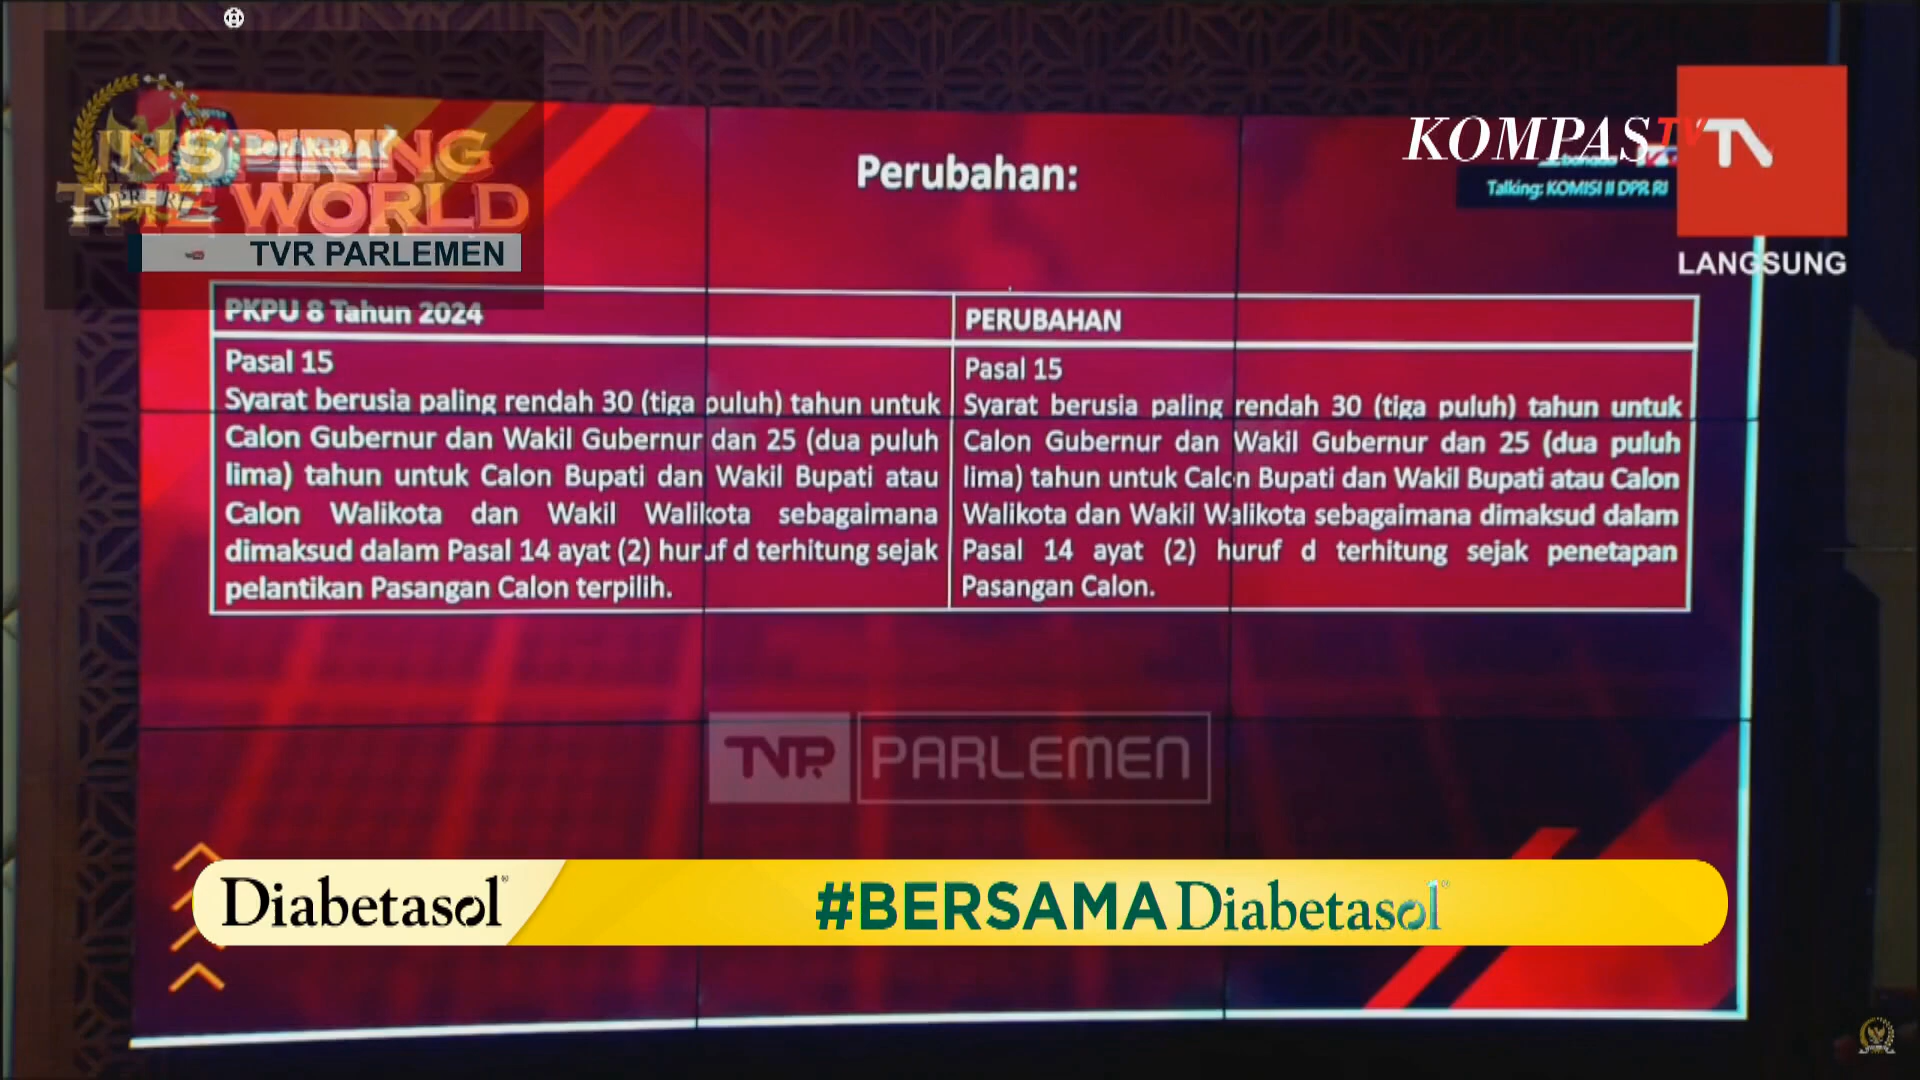 INSPIRING
THE WORLD
DPR RI
TVR PARLEMEN
Perubahan:
KOMPASTV
Talking: KOMISI II DPR RI
LANGSUNG
PKPU 8 Tahun 2024
Pasal 15
Syarat berusia paling rendah 30 (tiga puluh) tahun untuk
Calon Gubernur dan Wakil Gubernur dan 25 (dua puluh
lima) tahun untuk Calon Bupati dan Wakil Bupati atau
Calon Walikota dan Wakil Walikota sebagaimana
dimaksud dalam Pasal 14 ayat (2) huruf d terhitung sejak
pelantikan Pasangan Calon terpilih.
PERUBAHAN
Pasal 15
Syarat berusia paling rendah 30 (tiga puluh) tahun untuk
Calon Gubernur dan Wakil Gubernur dan 25 (dua puluh
lima) tahun untuk Calon Bupati dan Wakil Bupati atau Calon
Walikota dan Wakil Walikota sebagaimana dimaksud dalam
Pasal 14 ayat (2) huruf d terhitung sejak penetapan
Pasangan Calon.
TVR PARLEMEN
Diabetasol®
#BERSAMA Diabetasol®